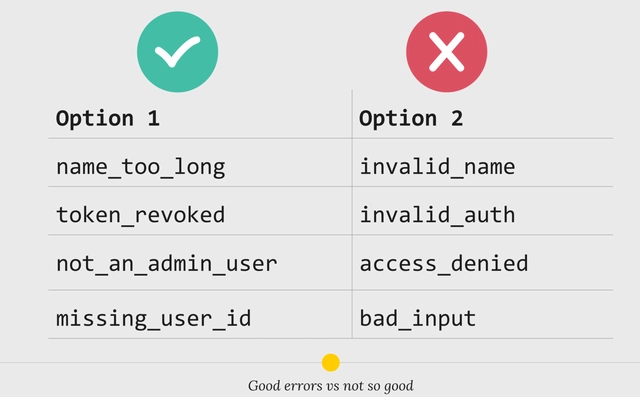 Option 1 Option 2
name_too_long invalid_name
token_revoked invalid_auth
not_an_admin_user access_denied
missing_user_id bad_input
Good errors vs not so good